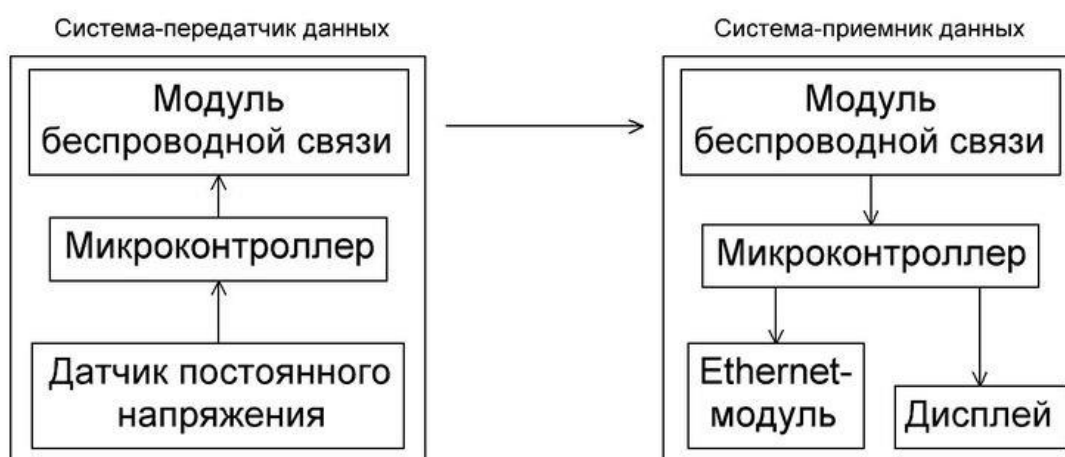 Система-передатчик данных
Модуль
беспроводной связи
Микроконтроллер
Датчик постоянного
напряжения
Система-приемник данных
Модуль
беспроводной связи
Микроконтроллер
Ethernet-
модуль
Дисплей